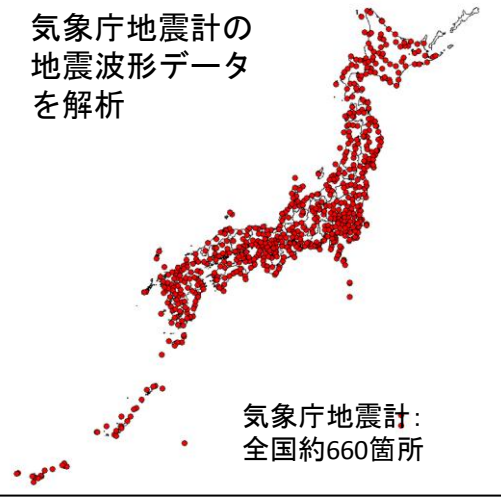 気象庁地震計の
地震波形データ
を解析
気象庁地震計：
全国約660箇所